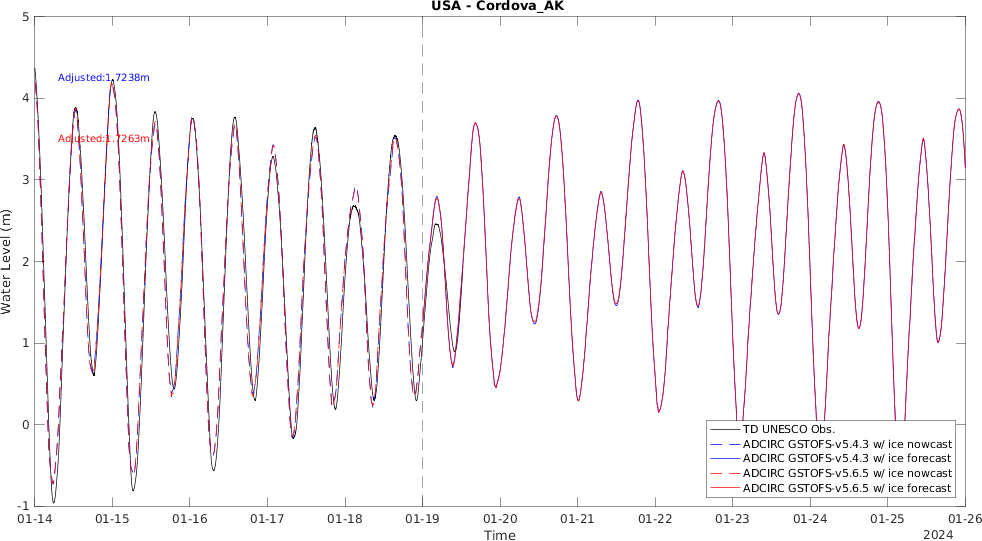 USA - Cordova_AK
5
4
3
2
1
0
-1
Water Level (m)
Adjusted:1.7238m
Adjusted:1.7263m
TD UNESCO Obs.
ADCIRC GSTOFS-v5.4.3 w/ ice nowcast
ADCIRC GSTOFS-v5.4.3 w/ ice forecast
ADCIRC GSTOFS-v5.6.5 w/ ice nowcast
ADCIRC GSTOFS-v5.6.5 w/ ice forecast
01-14 01-15 01-16 01-17 01-18 01-19 01-20 01-21 01-22 01-23 01-24 01-25 01-26
Time
2024